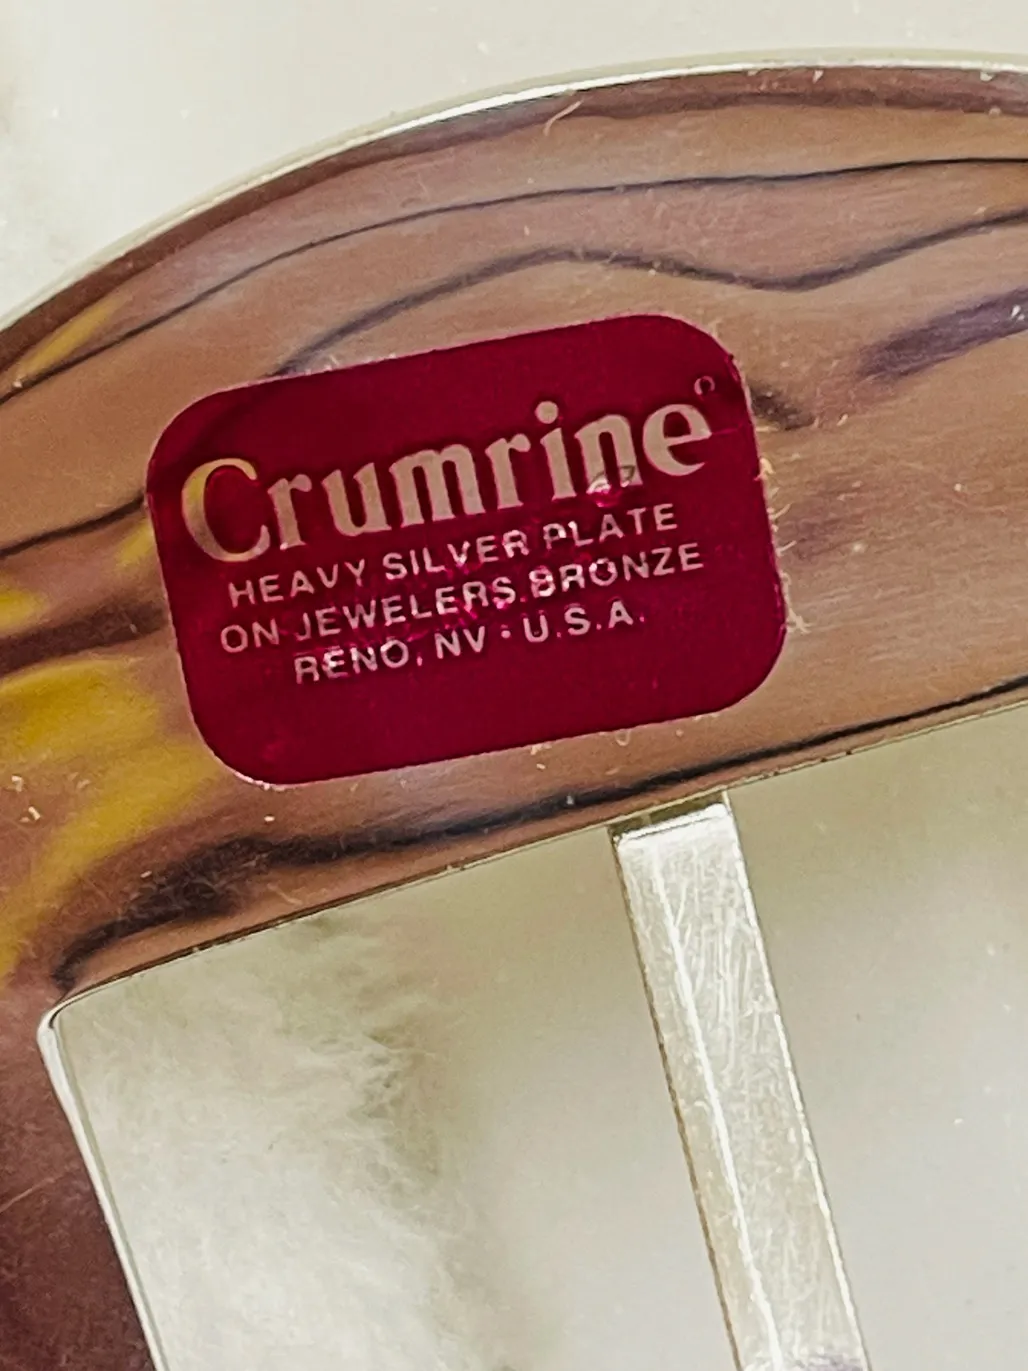 Crumrine®
HEAVY SILVER PLATE
ON JEWELERS BRONZE
RENO, NV · U.S.A.